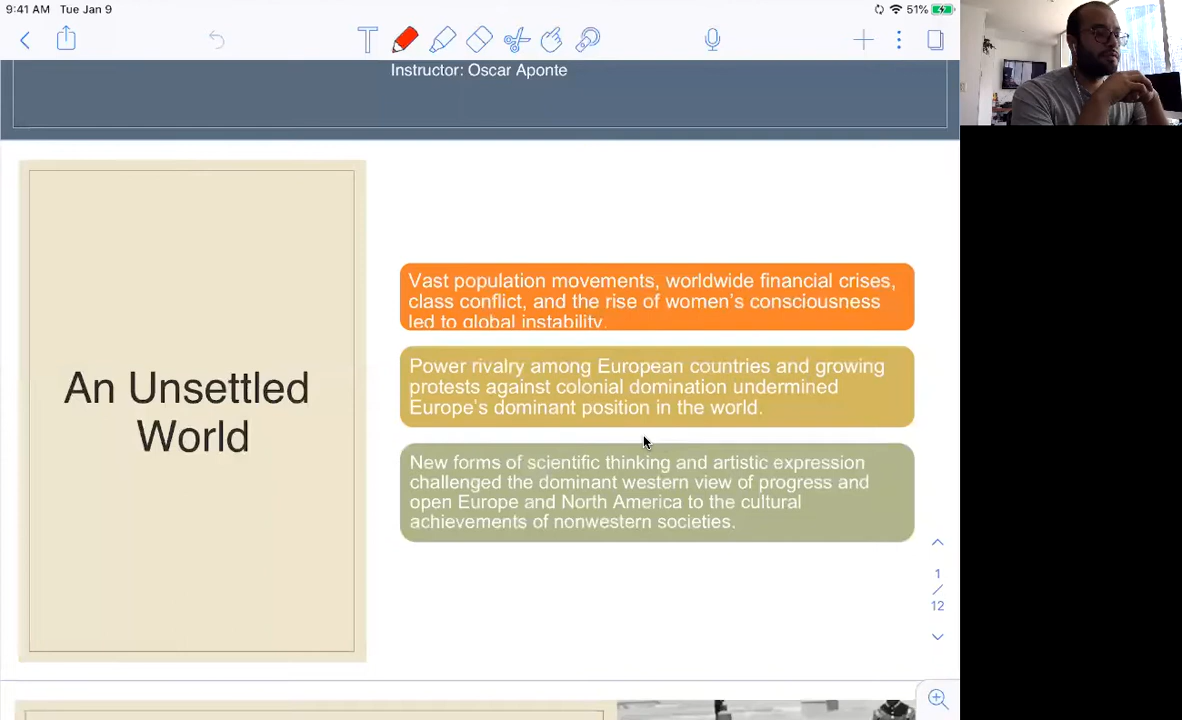 9:41 AM Tue Jan 9
51%
Instructor: Oscar Aponte
An Unsettled
World
Vast population movements, worldwide financial crises,
class conflict, and the rise of women’s consciousness
led to global instability.
Power rivalry among European countries and growing
protests against colonial domination undermined
Europe’s dominant position in the world.
New forms of scientific thinking and artistic expression
challenged the dominant western view of progress and
open Europe and North America to the cultural
achievements of nonwestern societies.
1
/
12